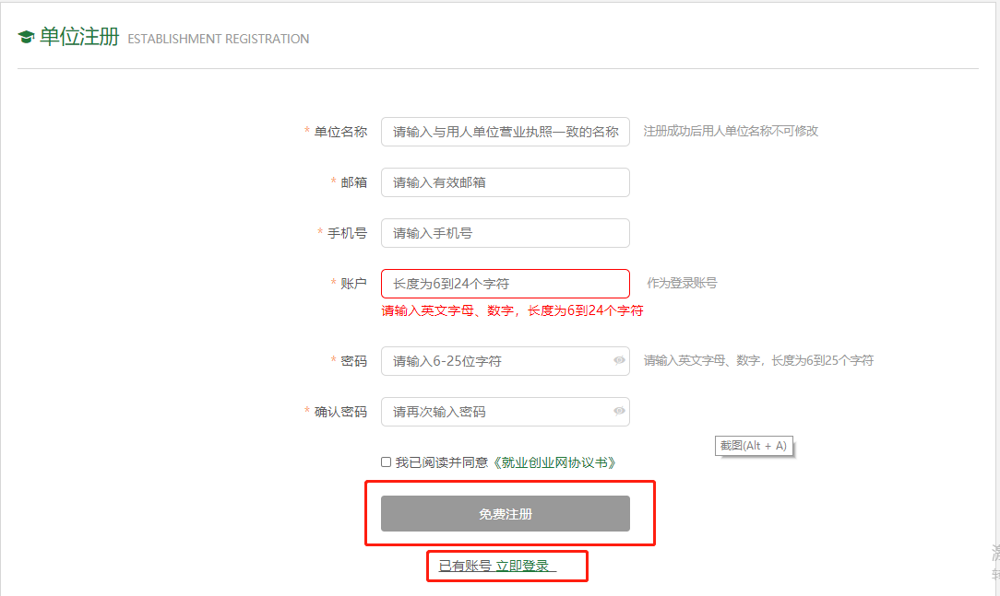 单位注册 ESTABLISHMENT REGISTRATION
* 单位名称 请输入与用人单位营业执照一致的名称 注册成功后用人单位名称不可修改
* 邮箱 请输入有效邮箱
* 手机号 请输入手机号
* 账户 长度为6到24个字符 作为登录账号
请输入英文字母、数字，长度为6到24个字符
* 密码 请输入6-25位字符 请输入英文字母、数字，长度为6到25个字符
* 确认密码 请再次输入密码
截图(Alt + A)
我已阅读并同意《就业创业网协议书》
免费注册
已有账号 立即登录